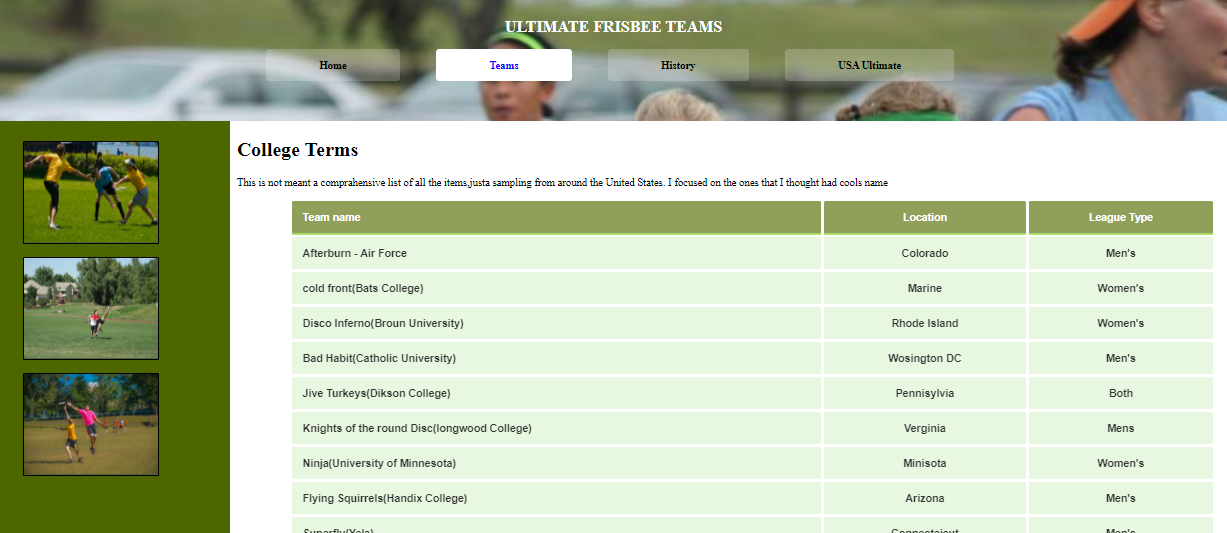 ULTIMATE FRISBEE TEAMS
Home Teams History USA Ultimate
College Terms
This is not meant a comprahensive list of all the items,justa sampling from around the United States. I focused on the ones that I thought had cools name
Team name Location League Type
Afterburn - Air Force Colorado Men's
cold front(Bats College) Marine Women's
Disco Inferno(Broun University) Rhode Island Women's
Bad Habit(Catholic University) Wosington DC Men's
Jive Turkeys(Dikson College) Pennisylvia Both
Knights of the round Disc(longwood College) Verginia Mens
Ninja(University of Minnesota) Minisota Women's
Flying Squirrels(Handix College) Arizona Men's
Superfly(Yale) Men's